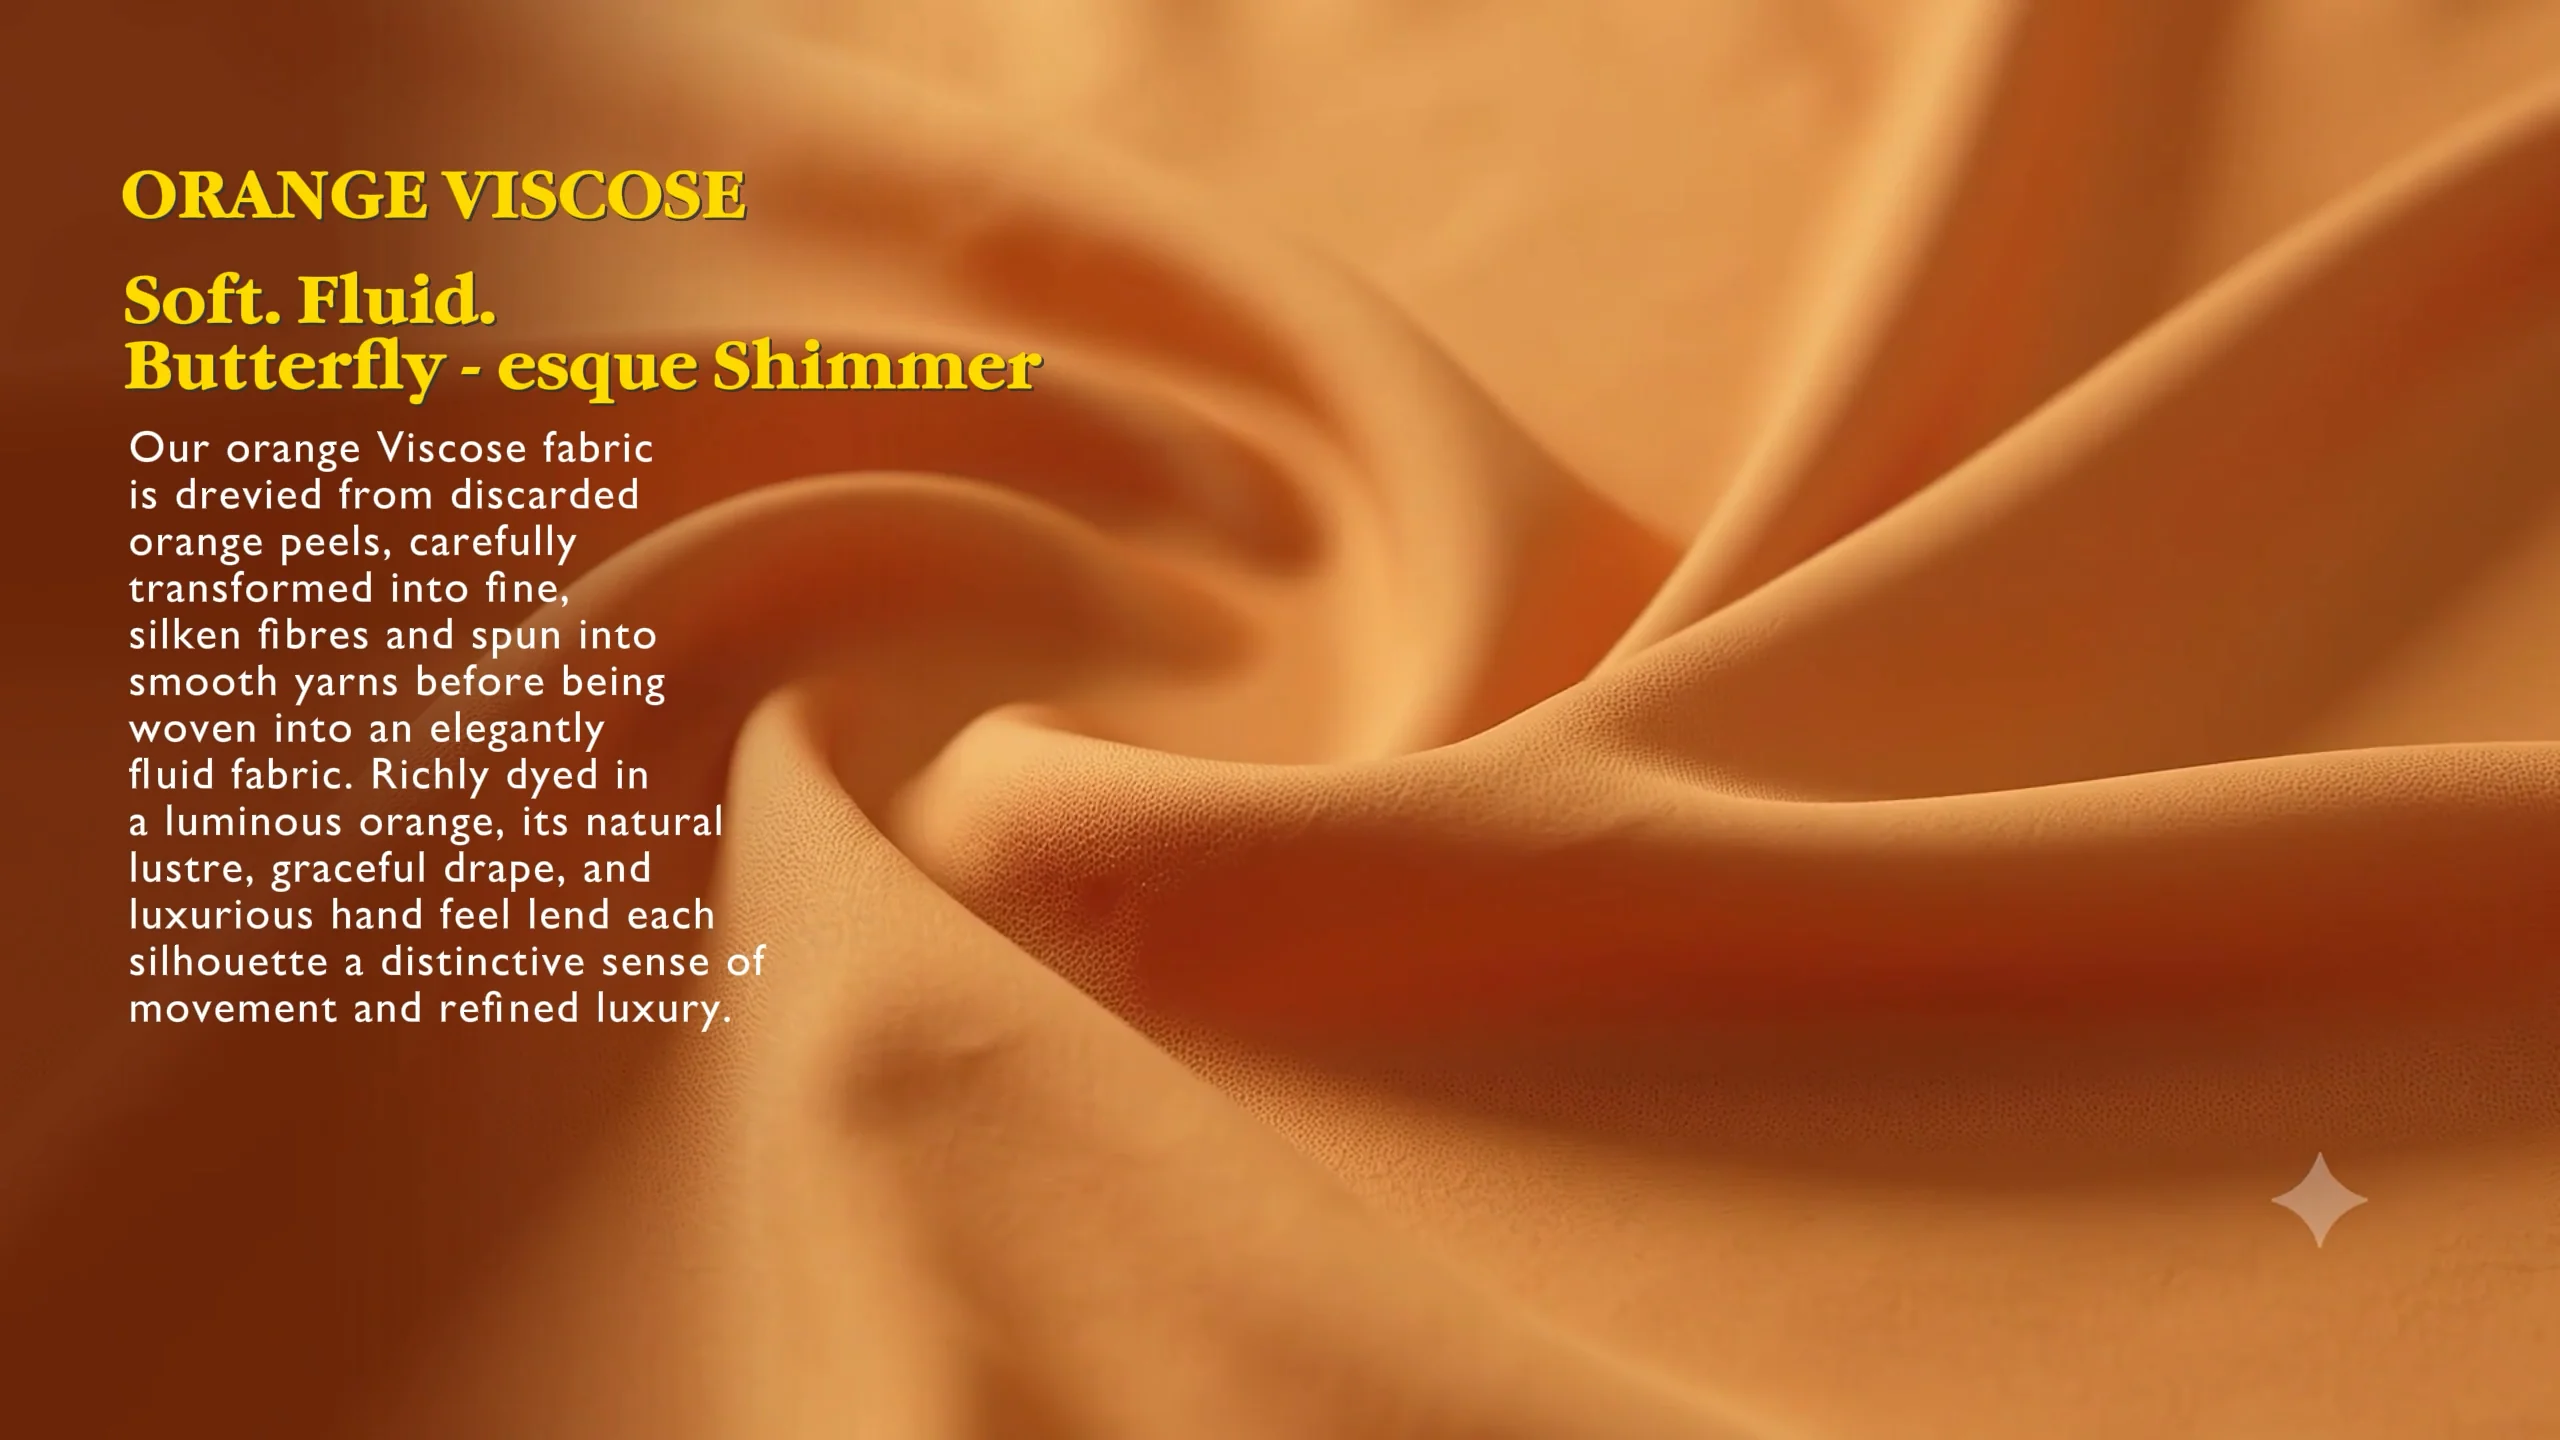 ORANGE VISCOSE
Soft. Fluid.
Butterfly - esque Shimmer
Our orange Viscose fabric
is drevied from discarded
orange peels, carefully
transformed into fine,
silken fibres and spun into
smooth yarns before being
woven into an elegantly
fluid fabric. Richly dyed in
a luminous orange, its natural
lustre, graceful drape, and
luxurious hand feel lend each
silhouette a distinctive sense of
movement and refined luxury.